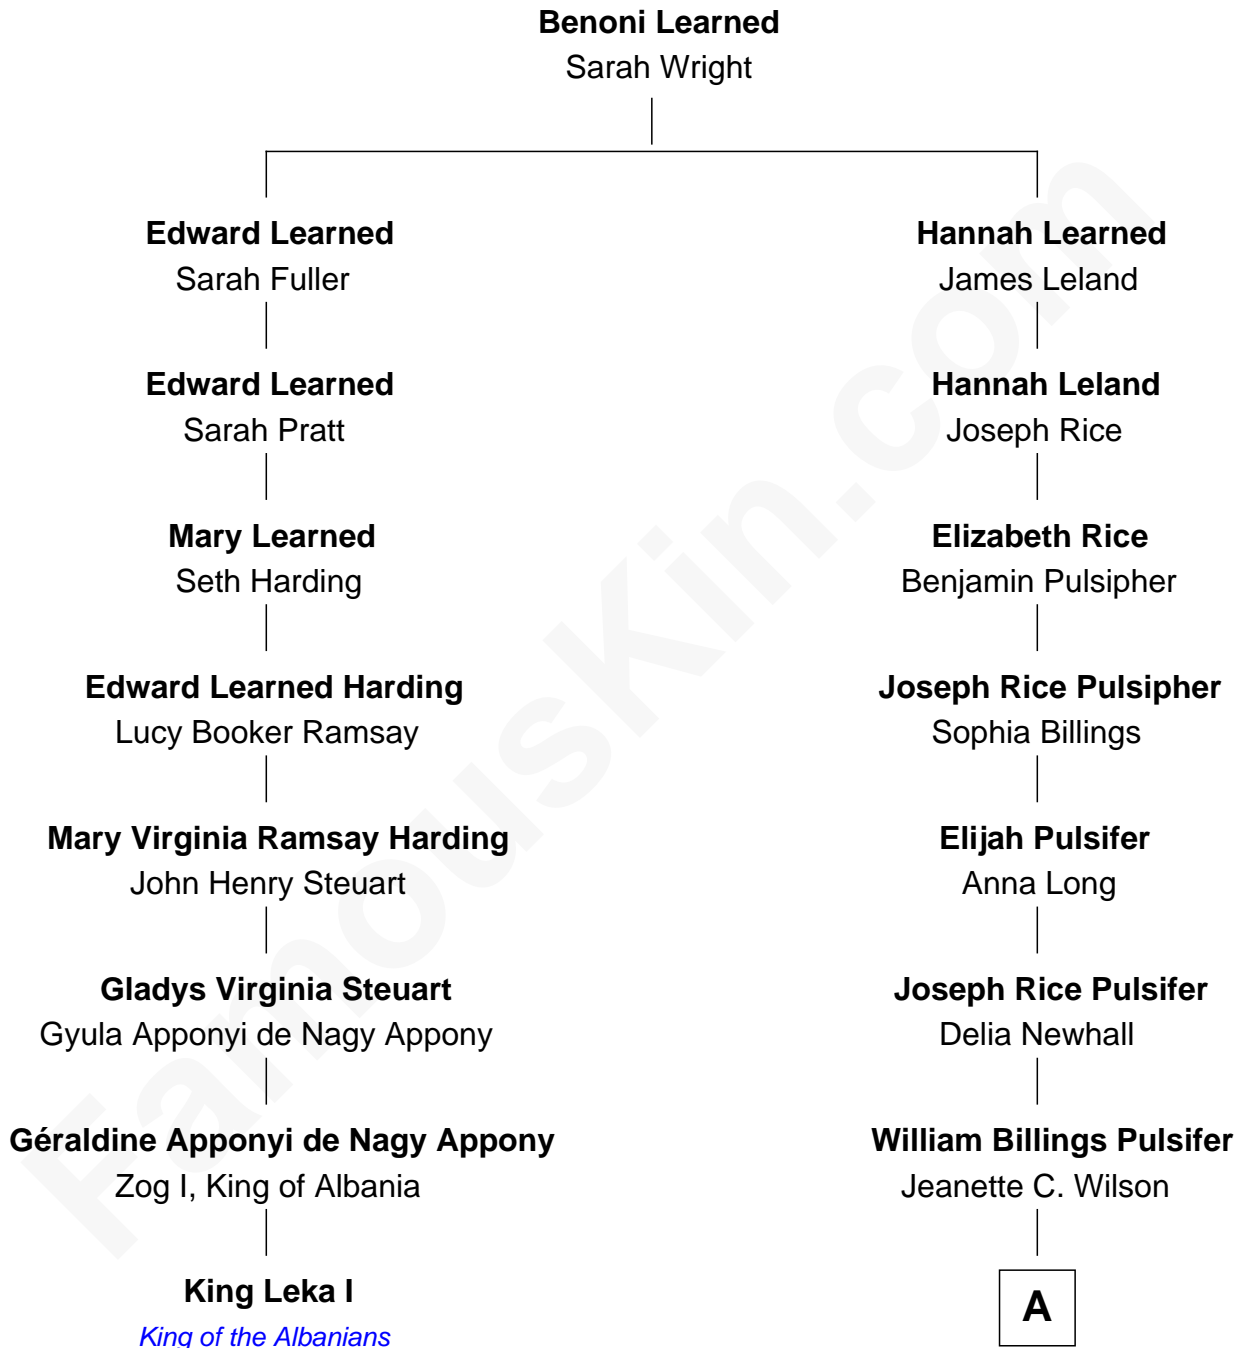 Benoni Learned
Sarah Wright
Edward Learned
Sarah Fuller
Edward Learned
Sarah Pratt
Mary Learned
Seth Harding
Edward Learned Harding
Lucy Booker Ramsay
Mary Virginia Ramsay Harding
John Henry Steuart
Gladys Virginia Steuart
Gyula Apponyi de Nagy Appony
Géraldine Apponyi de Nagy Appony
Zog I, King of Albania
King Leka I
King of the Albanians
Hannah Learned
James Leland
Hannah Leland
Joseph Rice
Elizabeth Rice
Benjamin Pulsipher
Joseph Rice Pulsipher
Sophia Billings
Elijah Pulsifer
Anna Long
Joseph Rice Pulsifer
Delia Newhall
William Billings Pulsifer
Jeanette C. Wilson
A
FamousKin.com